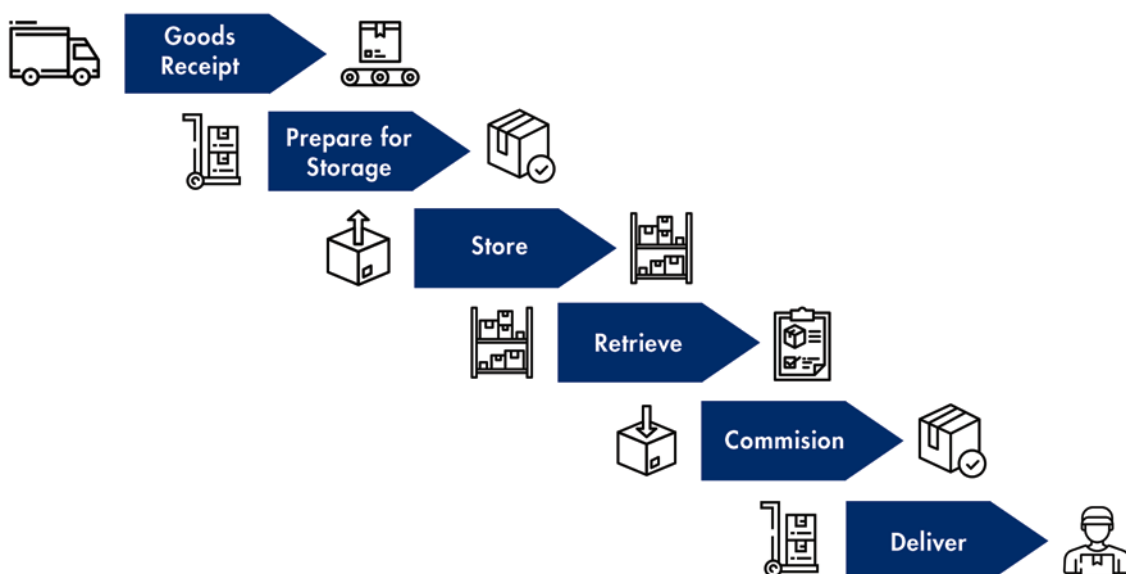 Goods
Receipt
Prepare for
Storage
Store
Retrieve
Commision
Deliver